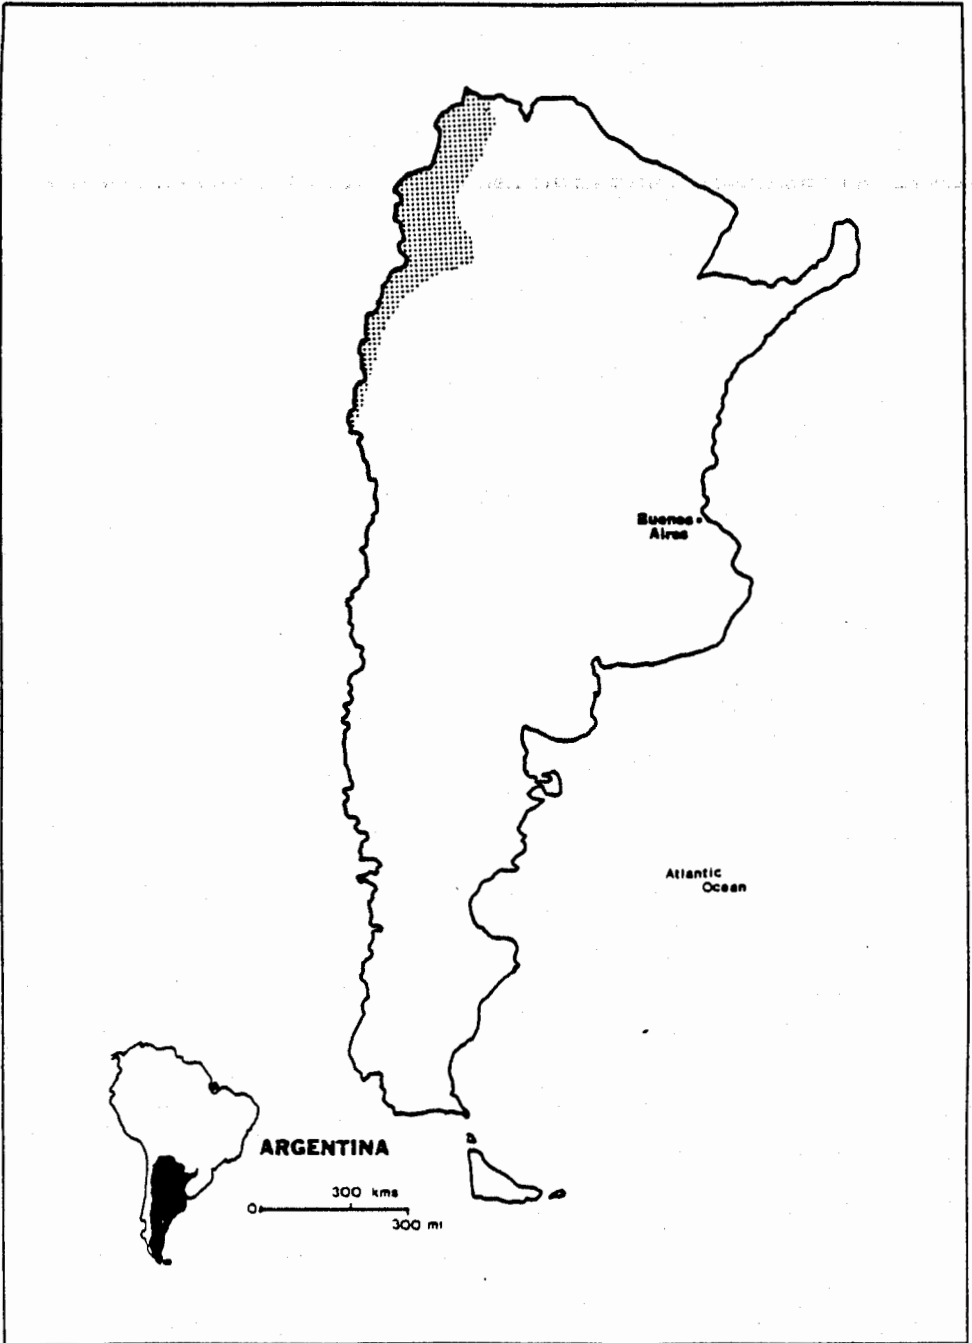 Buenos
Aires
Atlantic
Ocean
ARGENTINA
300 kms
0
300 mi